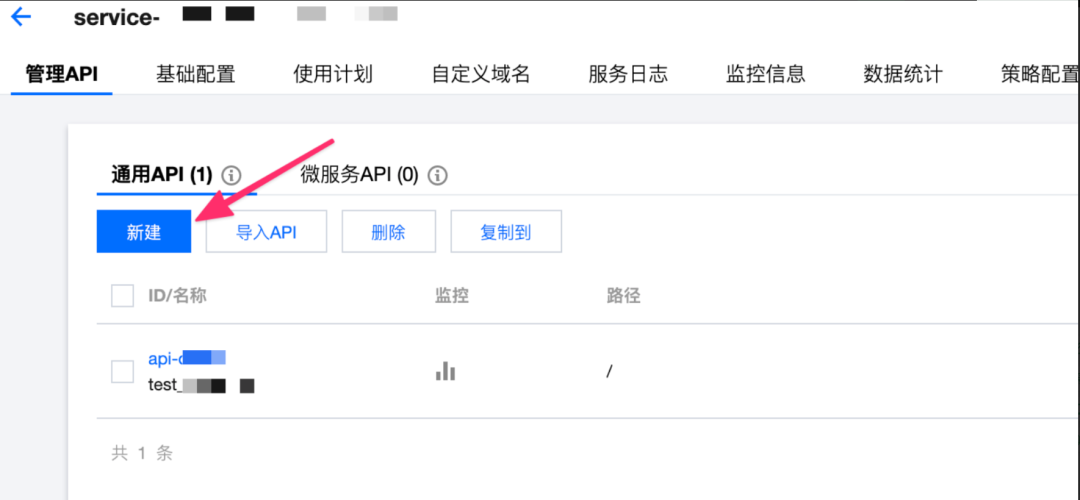 service-
管理API 基础配置 使用计划 自定义域名 服务日志 监控信息 数据统计 策略配置
通用API (1) 微服务API (0)
新建 导入API 删除 复制到
ID/名称 监控 路径
api- /
test_
共 1 条